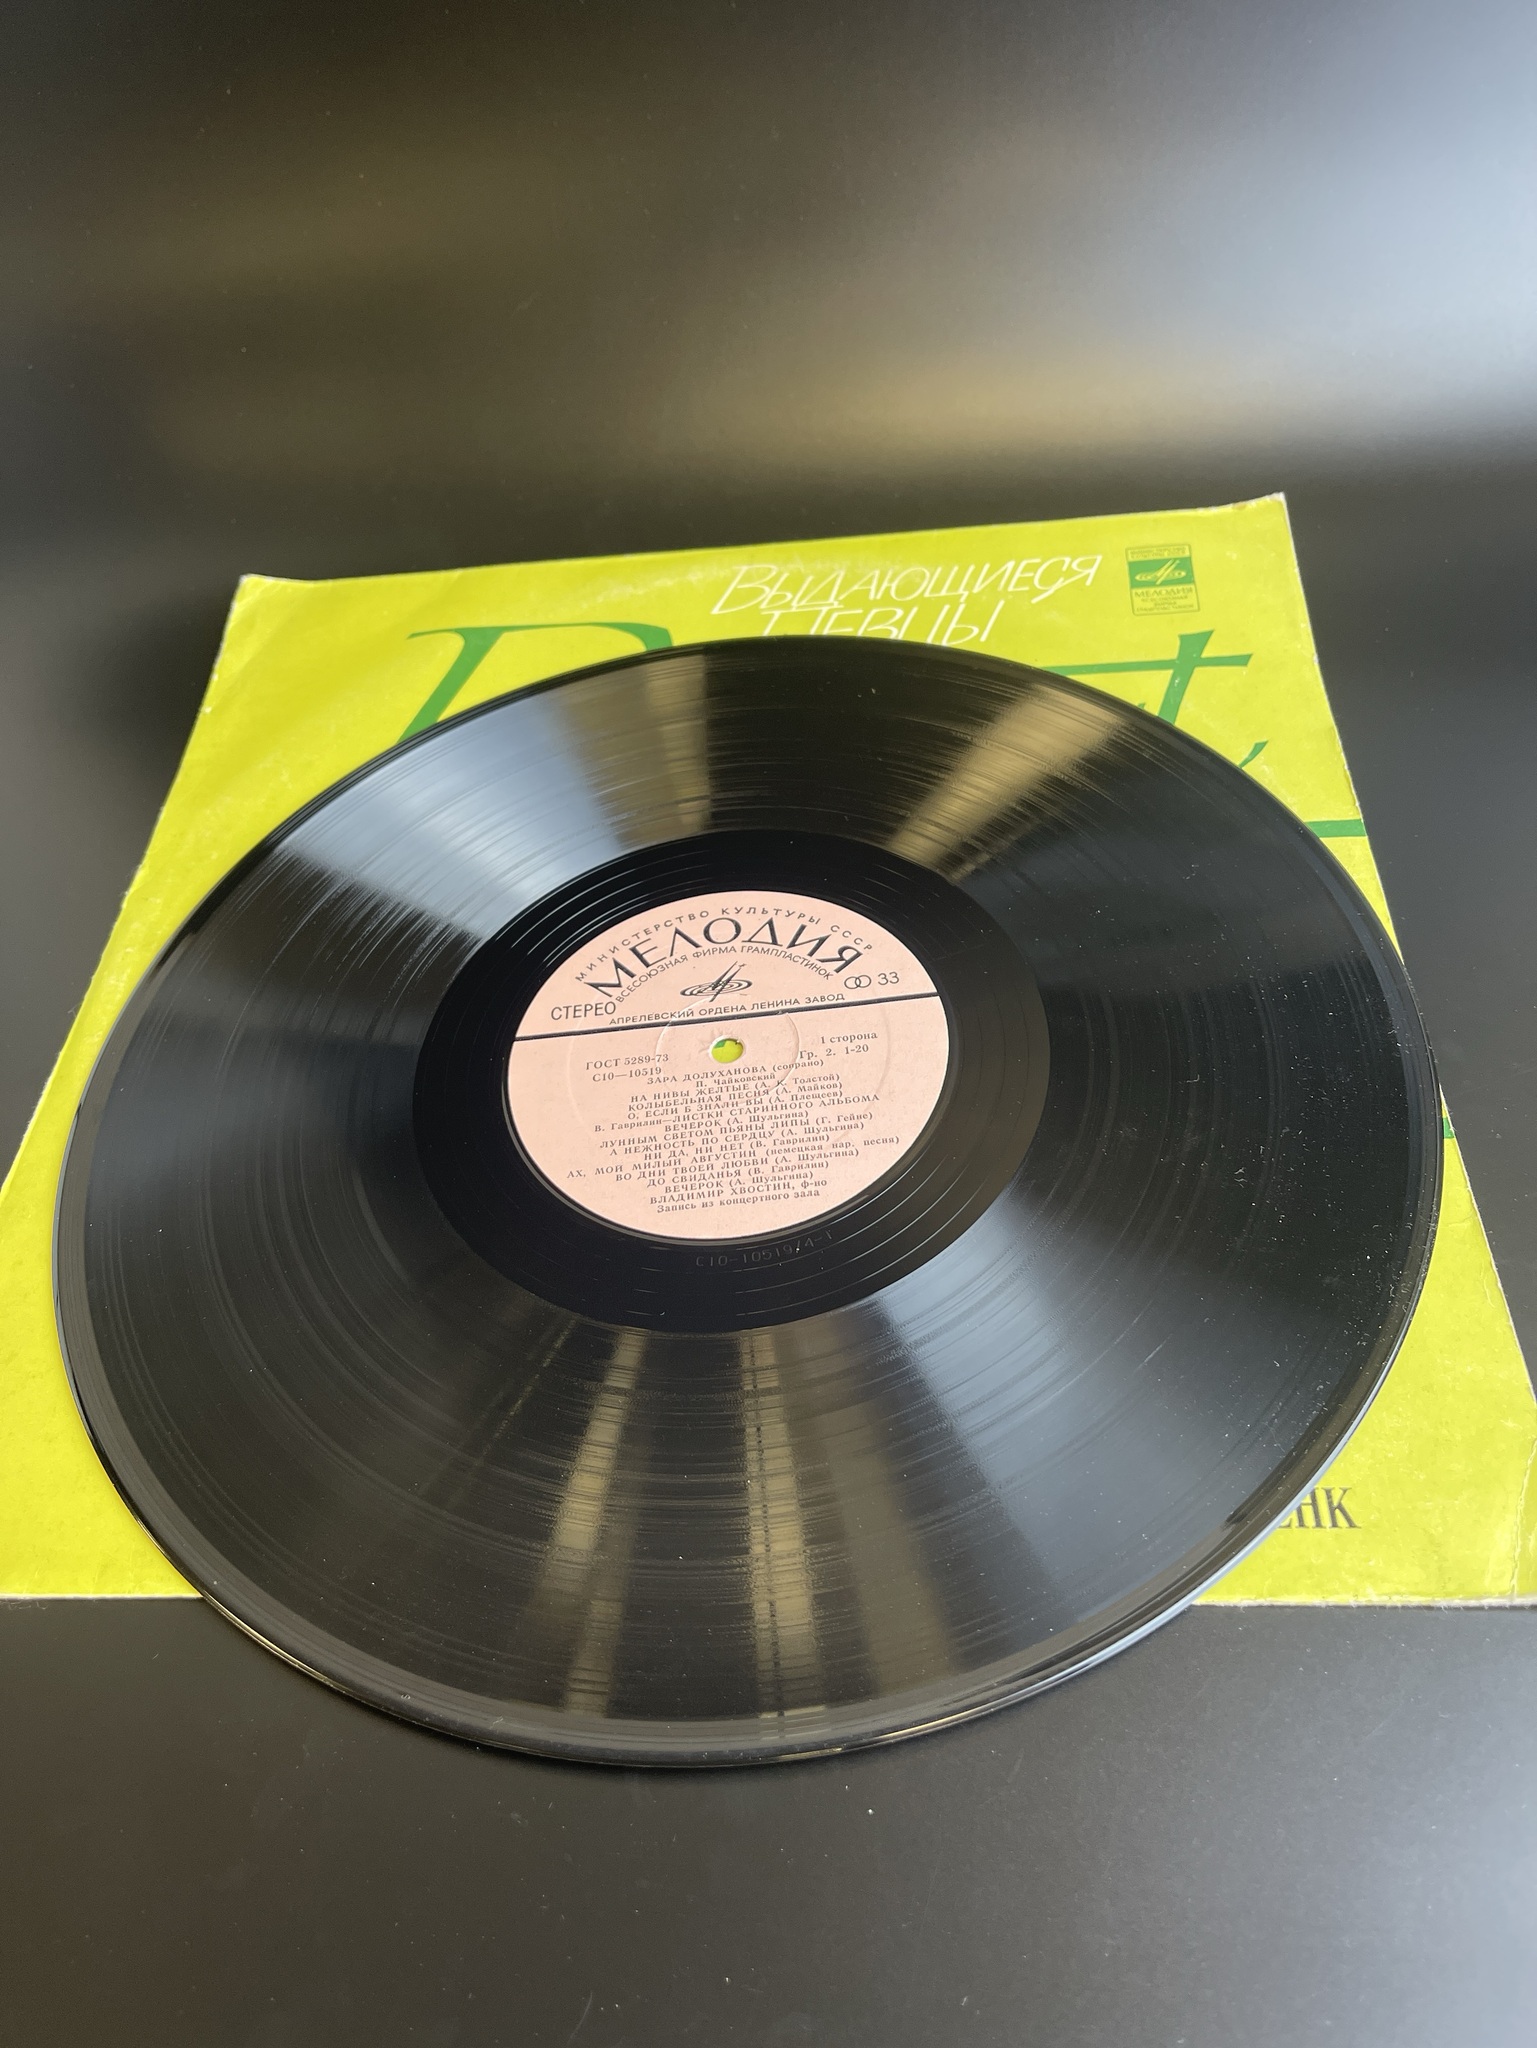 ВЫДАЮЩИЕСЯ
ПЕВЦЫ
МЕЛОДИЯ
МИНИСТЕРСТВО КУЛЬТУРЫ СССР
МЕЛОДИЯ
ВСЕСОЮЗНАЯ ФИРМА ГРАМПЛАСТИНОК
СТЕРЕО
33
АПРЕЛЕВСКИЙ ОРДЕНА ЛЕНИНА ЗАВОД
ГОСТ 5289-73
1 сторона
С10—10519
Гр. 2. 1-20
ЗАРА ДОЛУХАНОВА (сопрано)
П. Чайковский
НА НИВЫ ЖЕЛТЫЕ (А. К. Толстой)
КОЛЫБЕЛЬНАЯ ПЕСНЯ (А. Майков)
О, ЕСЛИ Б ЗНАЛИ ВЫ (А. Плещеев)
В. Гаврилин—ЛИСТКИ СТАРИННОГО АЛЬБОМА
ВЕЧЕРОК (А. Шульгина)
ЛУННЫМ СВЕТОМ ПЬЯНЫ ЛИПЫ (Г. Гейне)
А НЕЖНОСТЬ ПО СЕРДЦУ (А. Шульгина)
НИ ДА, НИ НЕТ (В. Гаврилин)
АХ, МОЙ МИЛЫЙ АВГУСТИН (немецкая нар. песня)
ВО ДНИ ТВОЕЙ ЛЮБВИ (А. Шульгина)
ДО СВИДАНЬЯ (В. Гаврилин)
ВЕЧЕРОК (А. Шульгина)
ВЛАДИМИР ХВОСТИН, ф-но
Запись из концертного зала
С10-10519/4-1
ЕНК